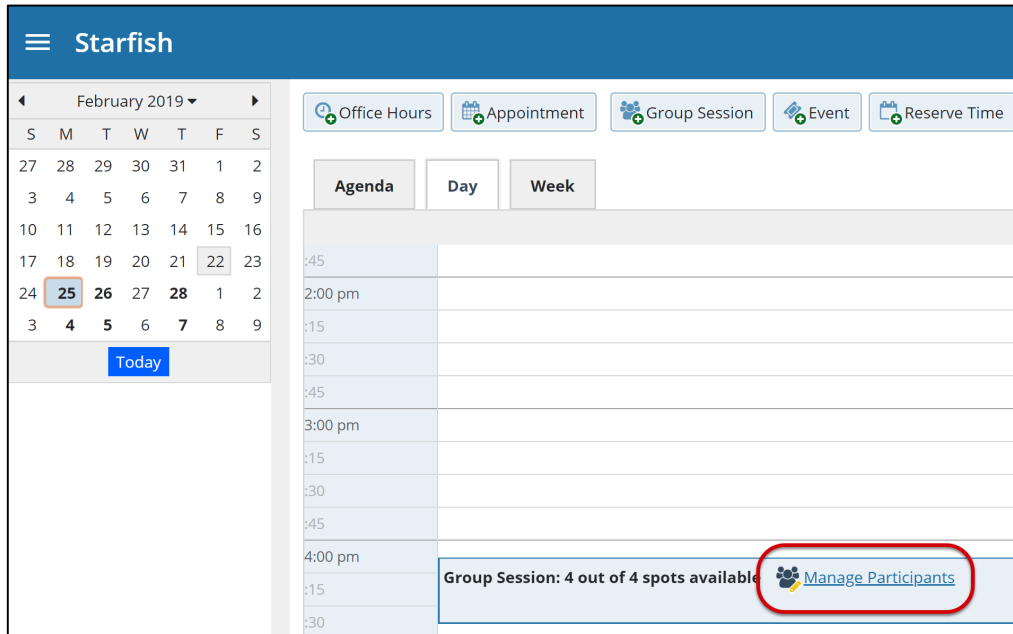 Starfish
February 2019
S M T W T F S
27 28 29 30 31 1 2
3 4 5 6 7 8 9
10 11 12 13 14 15 16
17 18 19 20 21 22 23
24 25 26 27 28 1 2
3 4 5 6 7 8 9
Today
Office Hours Appointment Group Session Event Reserve Time
Agenda Day Week
:45
2:00 pm
:15
:30
:45
3:00 pm
:15
:30
:45
4:00 pm
Group Session: 4 out of 4 spots available Manage Participants
:15
:30